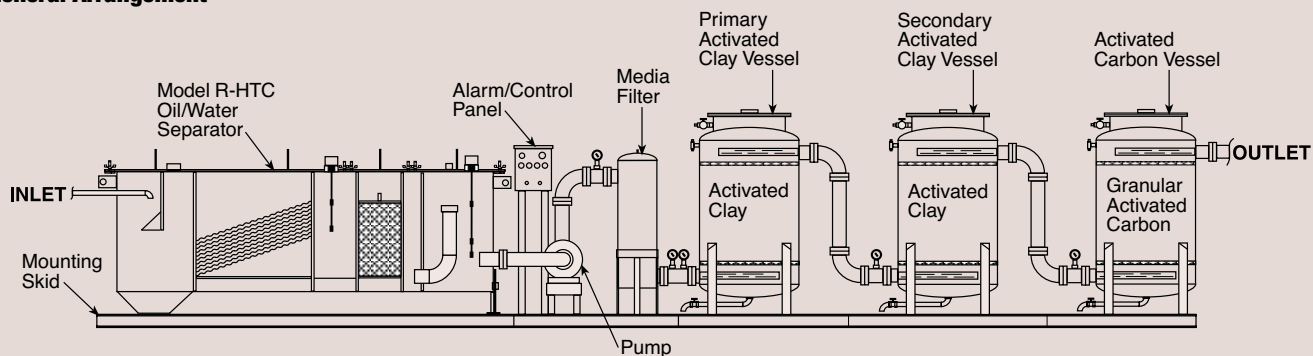 General Arrangement
Primary
Activated
Clay Vessel
Secondary
Activated
Clay Vessel
Activated
Carbon Vessel
Model R-HTC
Oil/Water
Separator
Alarm/Control
Panel
Media
Filter
INLET
OUTLET
Activated
Clay
Activated
Clay
Granular
Activated
Carbon
Mounting
Skid
Pump